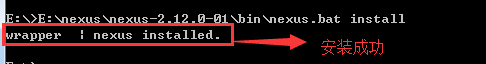 E:\>E:\nexus\nexus-2.12.0-01\bin\nexus.bat install
wrapper  | nexus installed.
安装成功